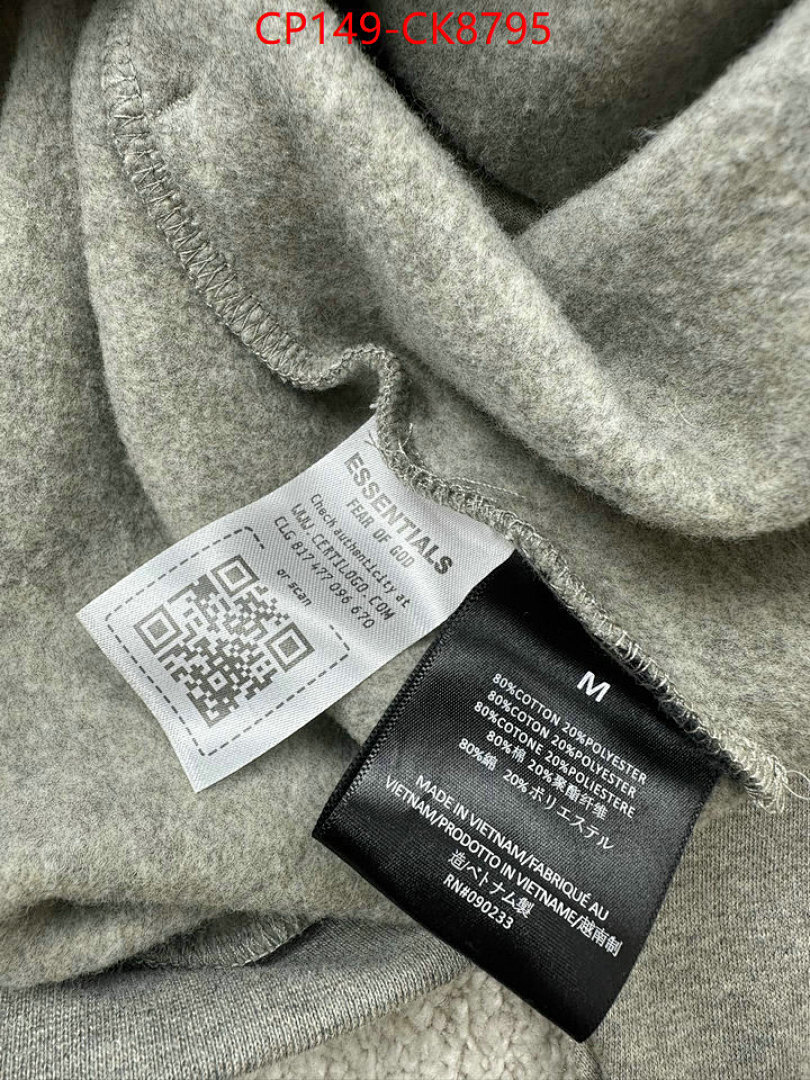 CP149-CK8795
ESSENTIALS
FEAR OF GOD
Check authenticity at
WWW.CERTILOGO.COM
CLG 817 477 096 670
or scan
M
80%COTTON 20%POLYESTER
80%COTON 20%POLYESTER
80%COTONE 20%POLIESTERE
80%棉 20%聚酯纤维
80%綿 20%ポリエステル
MADE IN VIETNAM/FABRIQUÉ AU
VIETNAM/PRODOTTO IN VIETNAME/越南制
造/ベトナム製
RN#090233